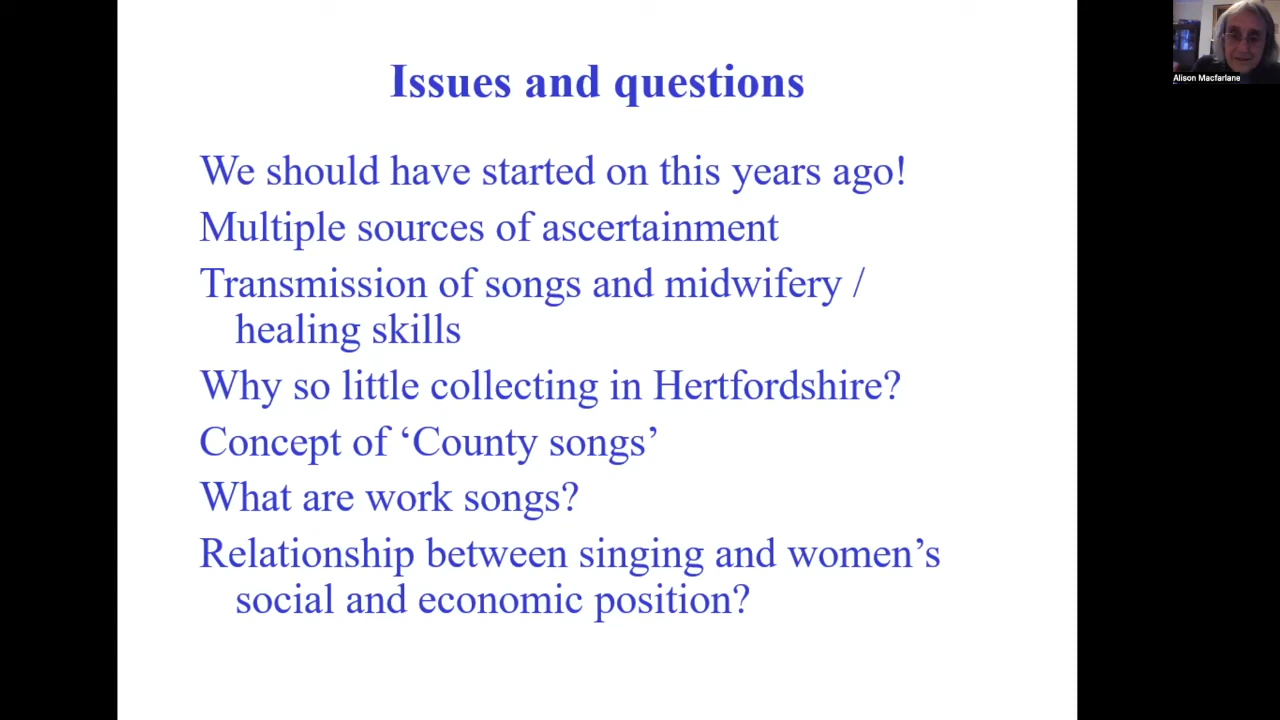 Alison Macfarlane
Issues and questions
We should have started on this years ago!
Multiple sources of ascertainment
Transmission of songs and midwifery /
healing skills
Why so little collecting in Hertfordshire?
Concept of ‘County songs’
What are work songs?
Relationship between singing and women’s
social and economic position?